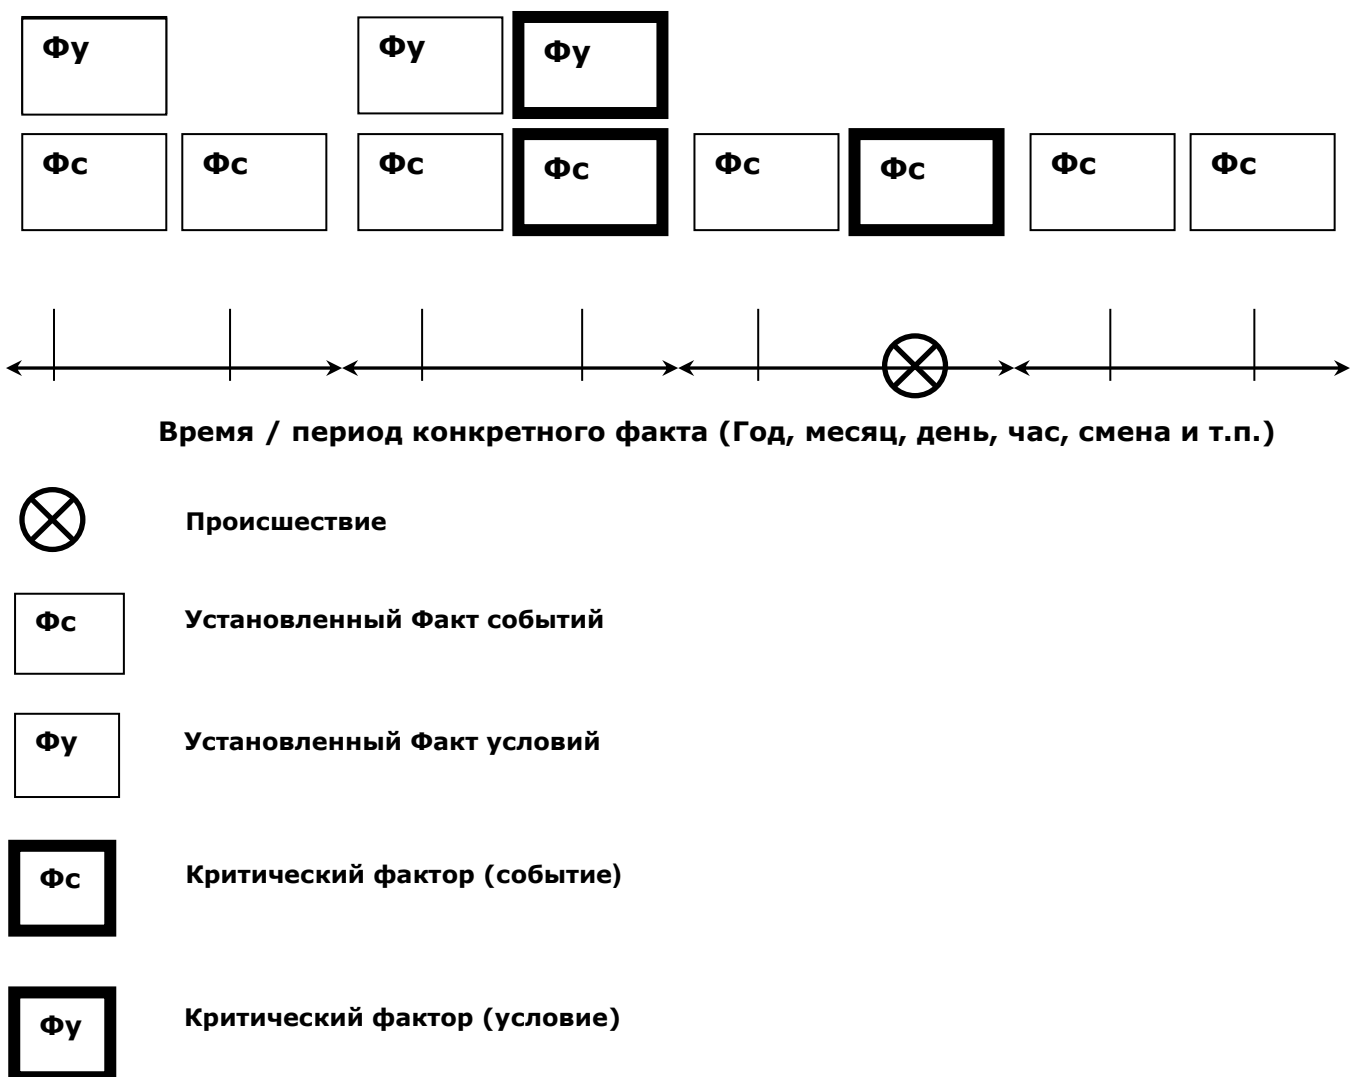 Фу Фу Фу
Фс Фс Фс Фс Фс Фс Фс Фс
Время / период конкретного факта (Год, месяц, день, час, смена и т.п.)
Происшествие
Фс Установленный Факт событий
Фу Установленный Факт условий
Фс Критический фактор (событие)
Фу Критический фактор (условие)